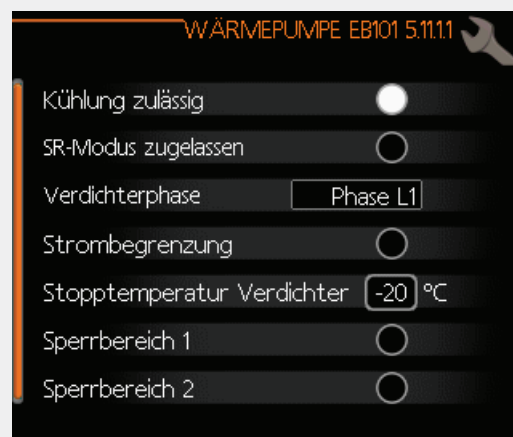 WÄRMEPUMPE EB101 5.11.1.1
Kühlung zulässig
SR-Modus zugelassen
Verdichterphase Phase L1
Strombegrenzung
Stopptemperatur Verdichter -20 °C
Sperrbereich 1
Sperrbereich 2